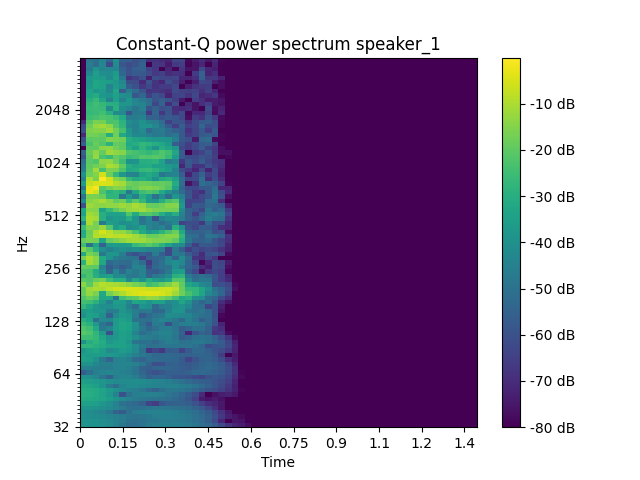 Constant-Q power spectrum speaker_1
Hz
2048
1024
512
256
128
64
32
0 0.15 0.3 0.45 0.6 0.75 0.9 1.1 1.2 1.4
Time
-10 dB
-20 dB
-30 dB
-40 dB
-50 dB
-60 dB
-70 dB
-80 dB